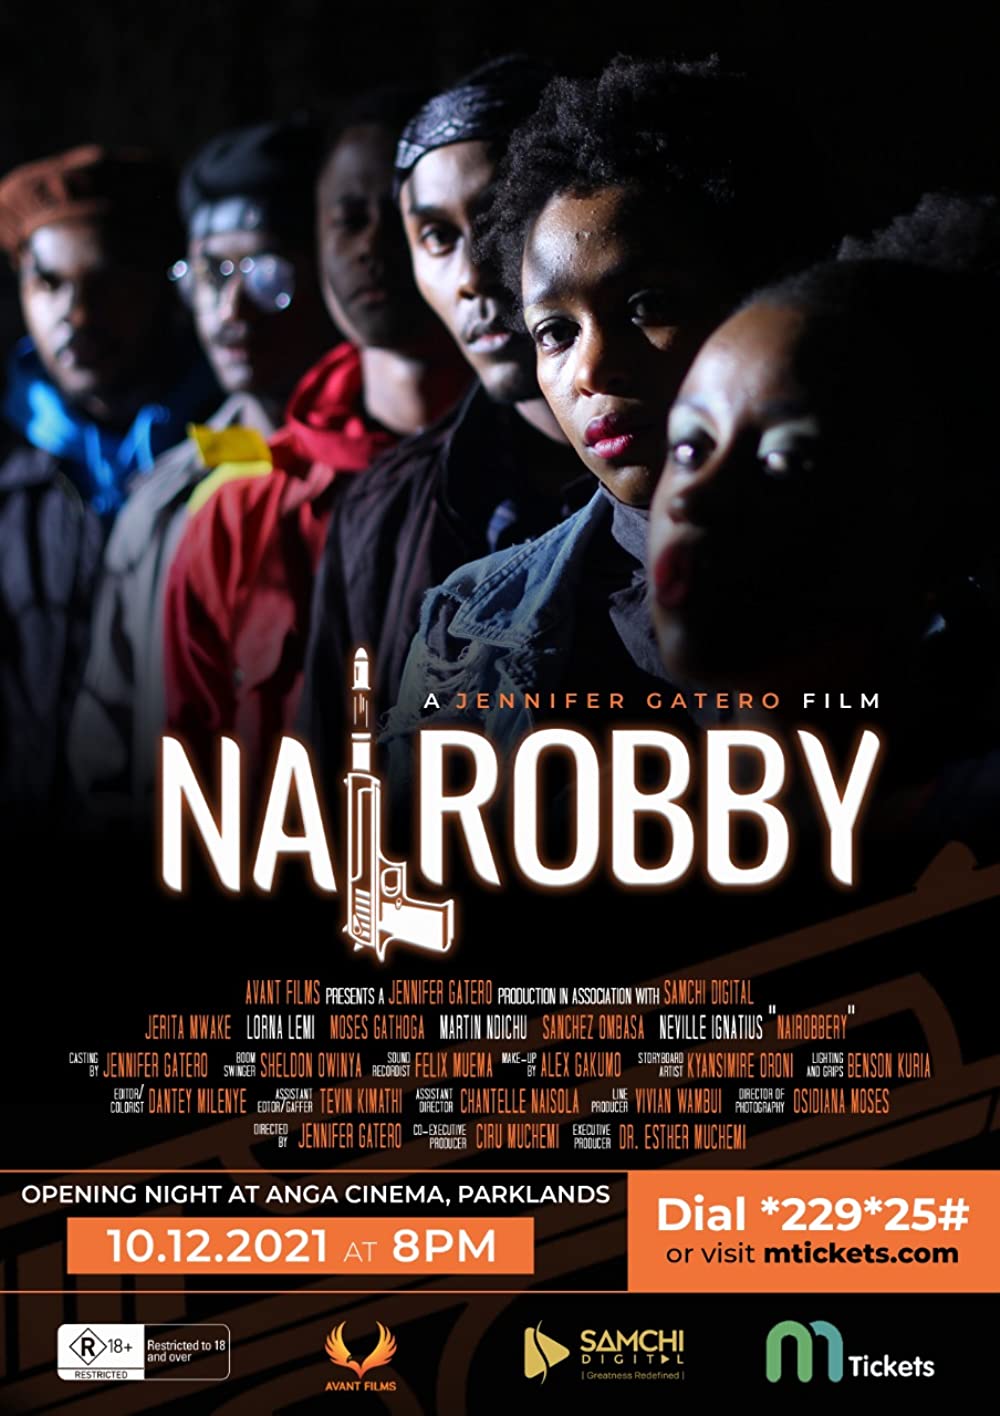 A JENNIFER GATERO FILM
NAIROBBY
AVANT FILMS PRESENTS A JENNIFER GATERO PRODUCTION IN ASSOCIATION WITH SAMCHI DIGITAL
JERITA MWAKE LORNA LEMI MOSES GATHOGA MARTIN NDICHU SANCHEZ OMBASA NEVILLE IGNATIUS "NAIROBBERY"
CASTING BY JENNIFER GATERO BOOM SWINGER SHELDON OWINYA SOUND RECORDIST FELIX MUEMA MAKE-UP BY ALEX GAKUMO STORYBOARD ARTIST KYANSIMIRE ORONI LIGHTING AND GRIPS BENSON KURIA
EDITOR/ COLORIST DANTEY MILENYE ASSISTANT EDTOR/GAFFER TEVIN KIMATHI ASSISTANT DIRECTOR CHANTELLE NAISOLA LINE PRODUCER VIVIAN WAMBUI DIRECTOR OF PHOTOGRAPHY OSIDIANA MOSES
DIRECTED BY JENNIFER GATERO CO-EXECUTIVE PRODUCER CIRU MUCHEMI EXECUTIVE PRODUCER DR. ESTHER MUCHEMI
OPENING NIGHT AT ANGA CINEMA, PARKLANDS
10.12.2021 AT 8PM
Dial *229*25#
or visit mtickets.com
R 18+ Restricted to 18 and over
RESTRICTED
AVANT FILMS
SAMCHI
DIGITAL
| Greatness Redefined |
m Tickets